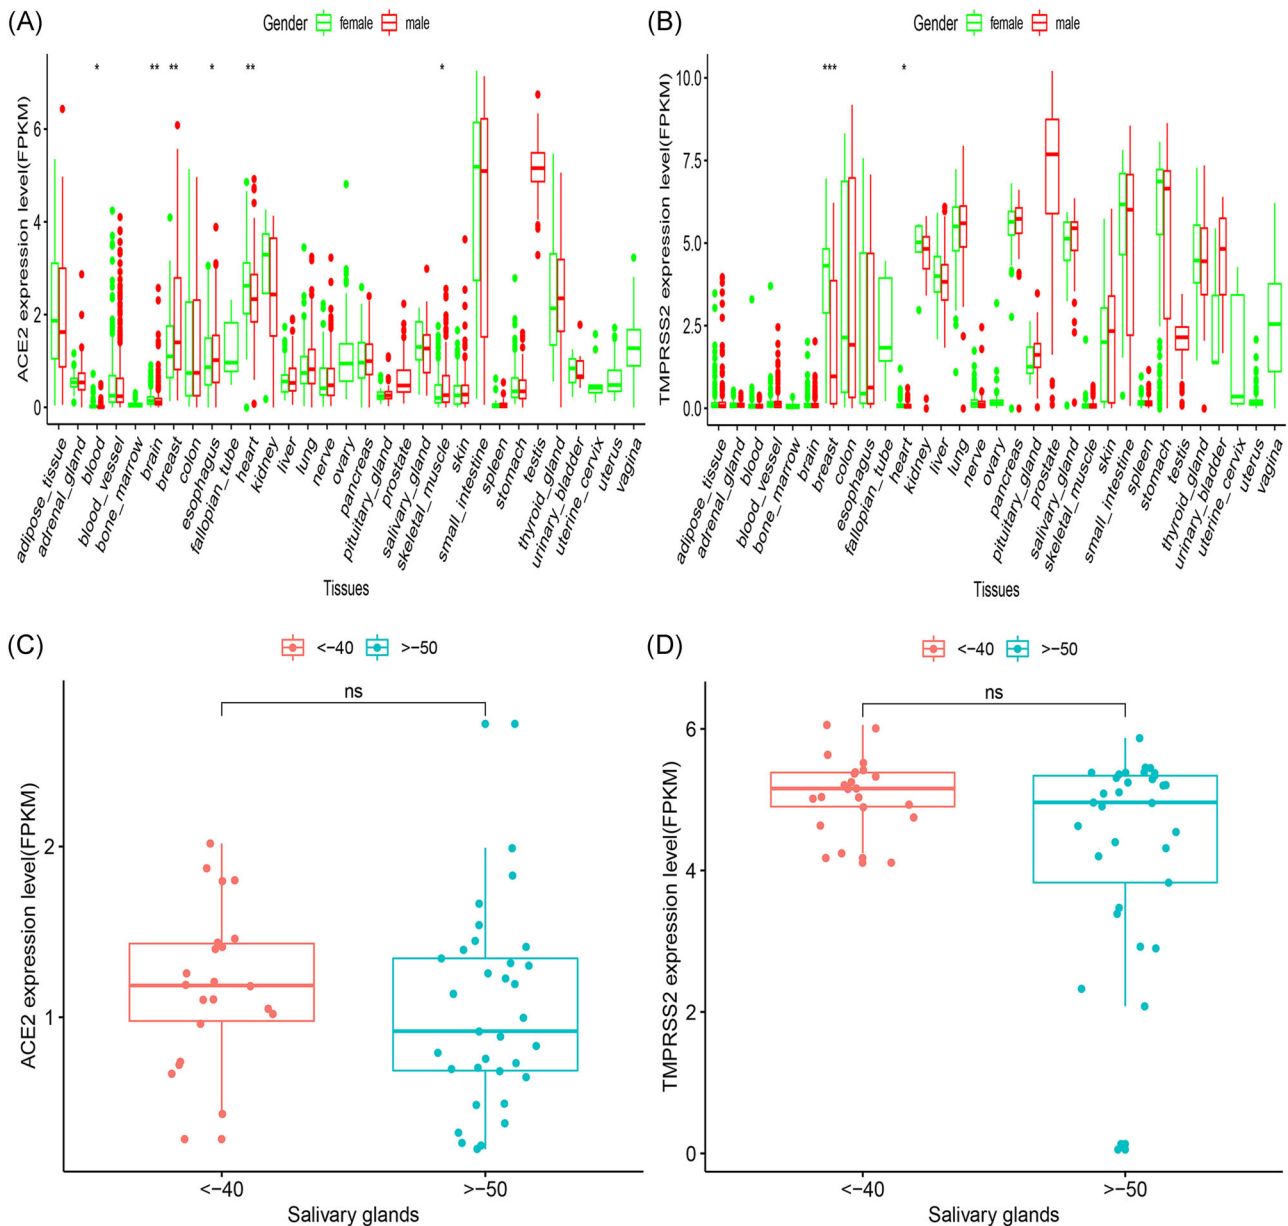 (A)
Gender female male
ACE2 expression level(FPKM)
6
4
2
0
* ** ** * ** *
adipose_tissue
adrenal_gland
blood
blood_vessel
bone_marrow
brain
breast
colon
esophagus
fallopian_tube
heart
kidney
liver
lung
nerve
ovary
pancreas
pituitary_gland
prostate
salivary_gland
skeletal_muscle
skin
small_intestine
spleen
stomach
testis
thyroid_gland
urinary_bladder
uterine_cervix
uterus
vagina
Tissues
(B)
Gender female male
TMPRSS2 expression level(FPKM)
10.0
7.5
5.0
2.5
0.0
*** *
adipose_tissue
adrenal_gland
blood
blood_vessel
bone_marrow
brain
breast
colon
esophagus
fallopian_tube
heart
kidney
liver
lung
nerve
ovary
pancreas
pituitary_gland
prostate
salivary_gland
skeletal_muscle
skin
small_intestine
spleen
stomach
testis
thyroid_gland
urinary_bladder
uterine_cervix
uterus
vagina
Tissues
(C)
<-40 >-50
ns
ACE2 expression level(FPKM)
2
1
<-40 >-50
Salivary glands
(D)
<-40 >-50
ns
TMPRSS2 expression level(FPKM)
6
4
2
0
<-40 >-50
Salivary glands